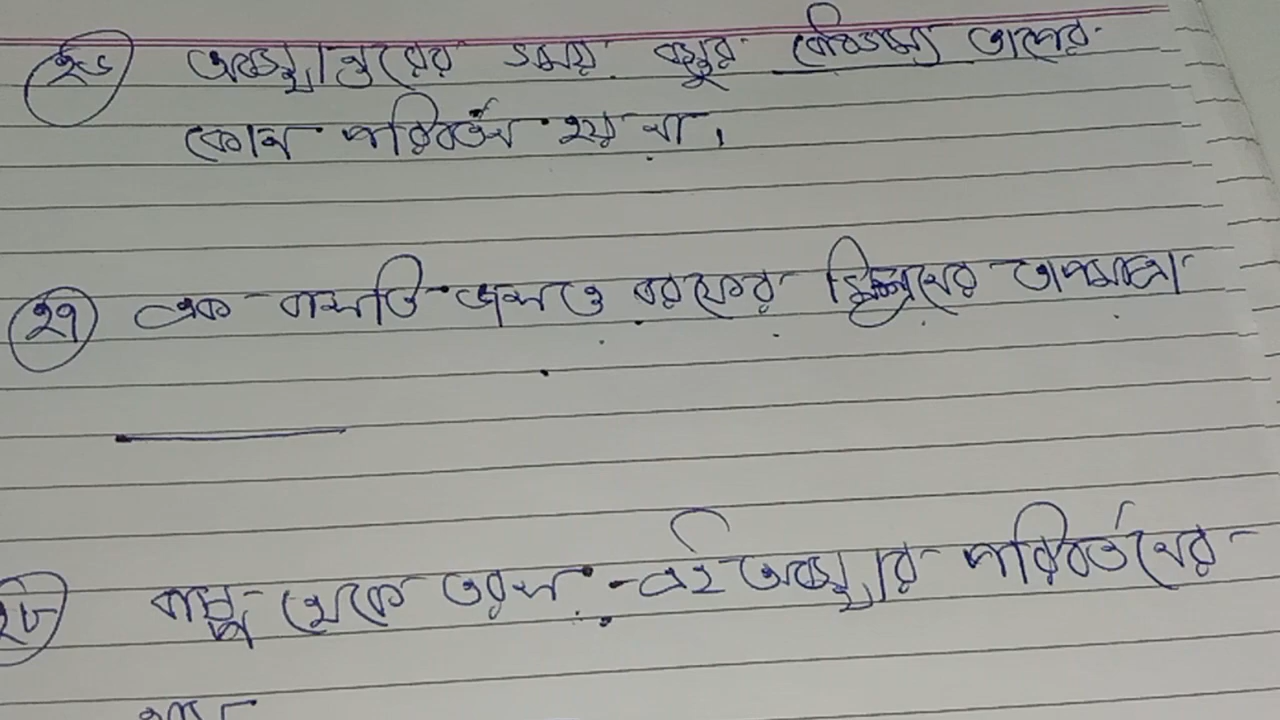 ২৬ অবস্থান্তরের সময় বস্তুর তাপের
কোন পরিবর্তন হয় না।
২৭ এক জল ও বরফের মিশ্রণের তাপমাত্রা
২৮ থেকে তরল - এই অবস্থার পরিবর্তনের